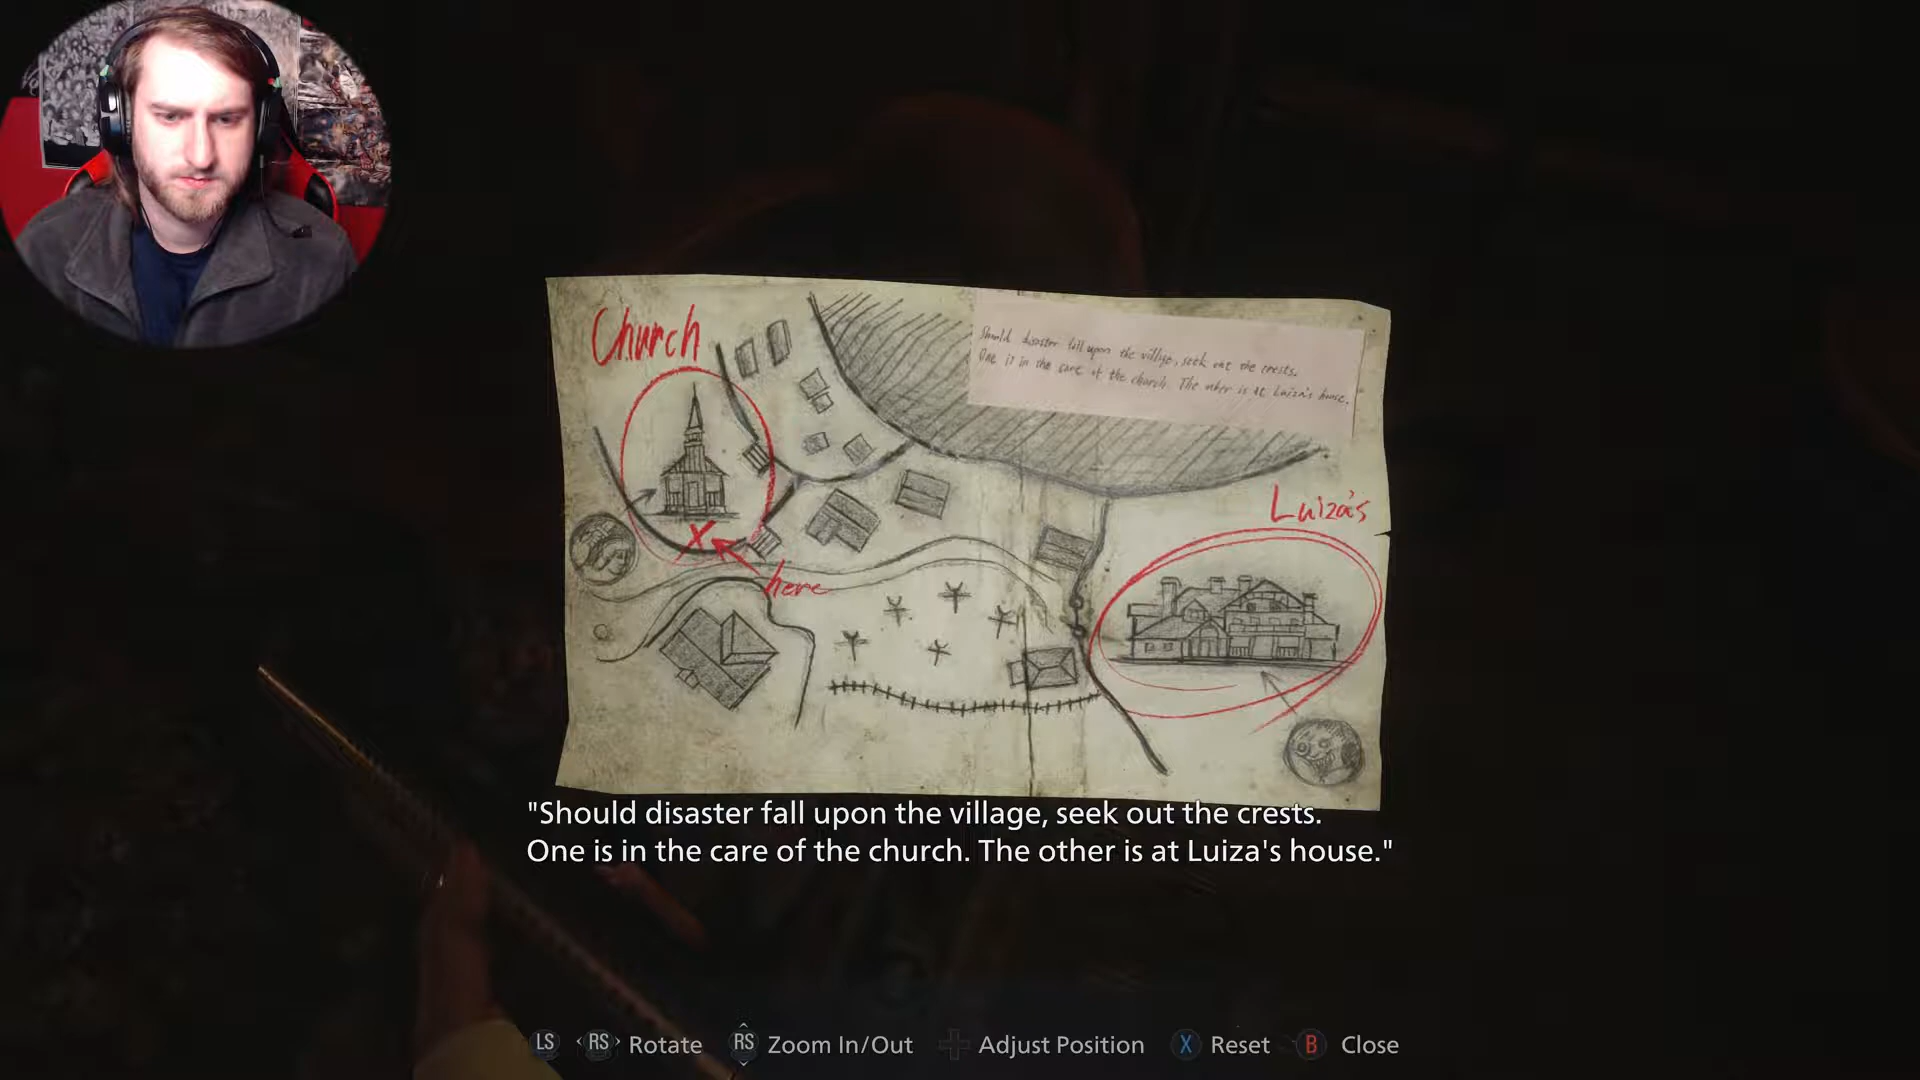 Church
Should disaster fall upon the village, seek out the crests.
One is in the care of the church. The other is at Luiza's house.
Luiza's
X
here
"Should disaster fall upon the village, seek out the crests.
One is in the care of the church. The other is at Luiza's house."
LS RS Rotate RS Zoom In/Out Adjust Position X Reset B Close